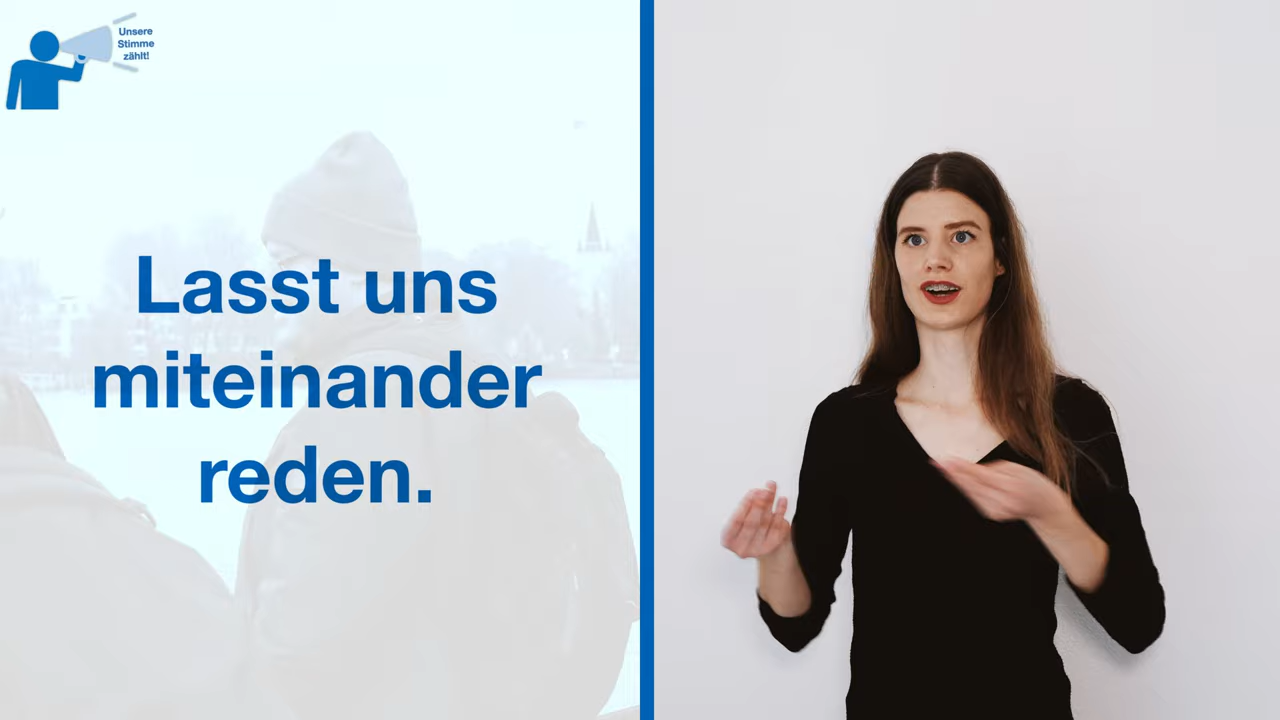 Unsere
Stimme
zählt!
Lasst uns
miteinander
reden.